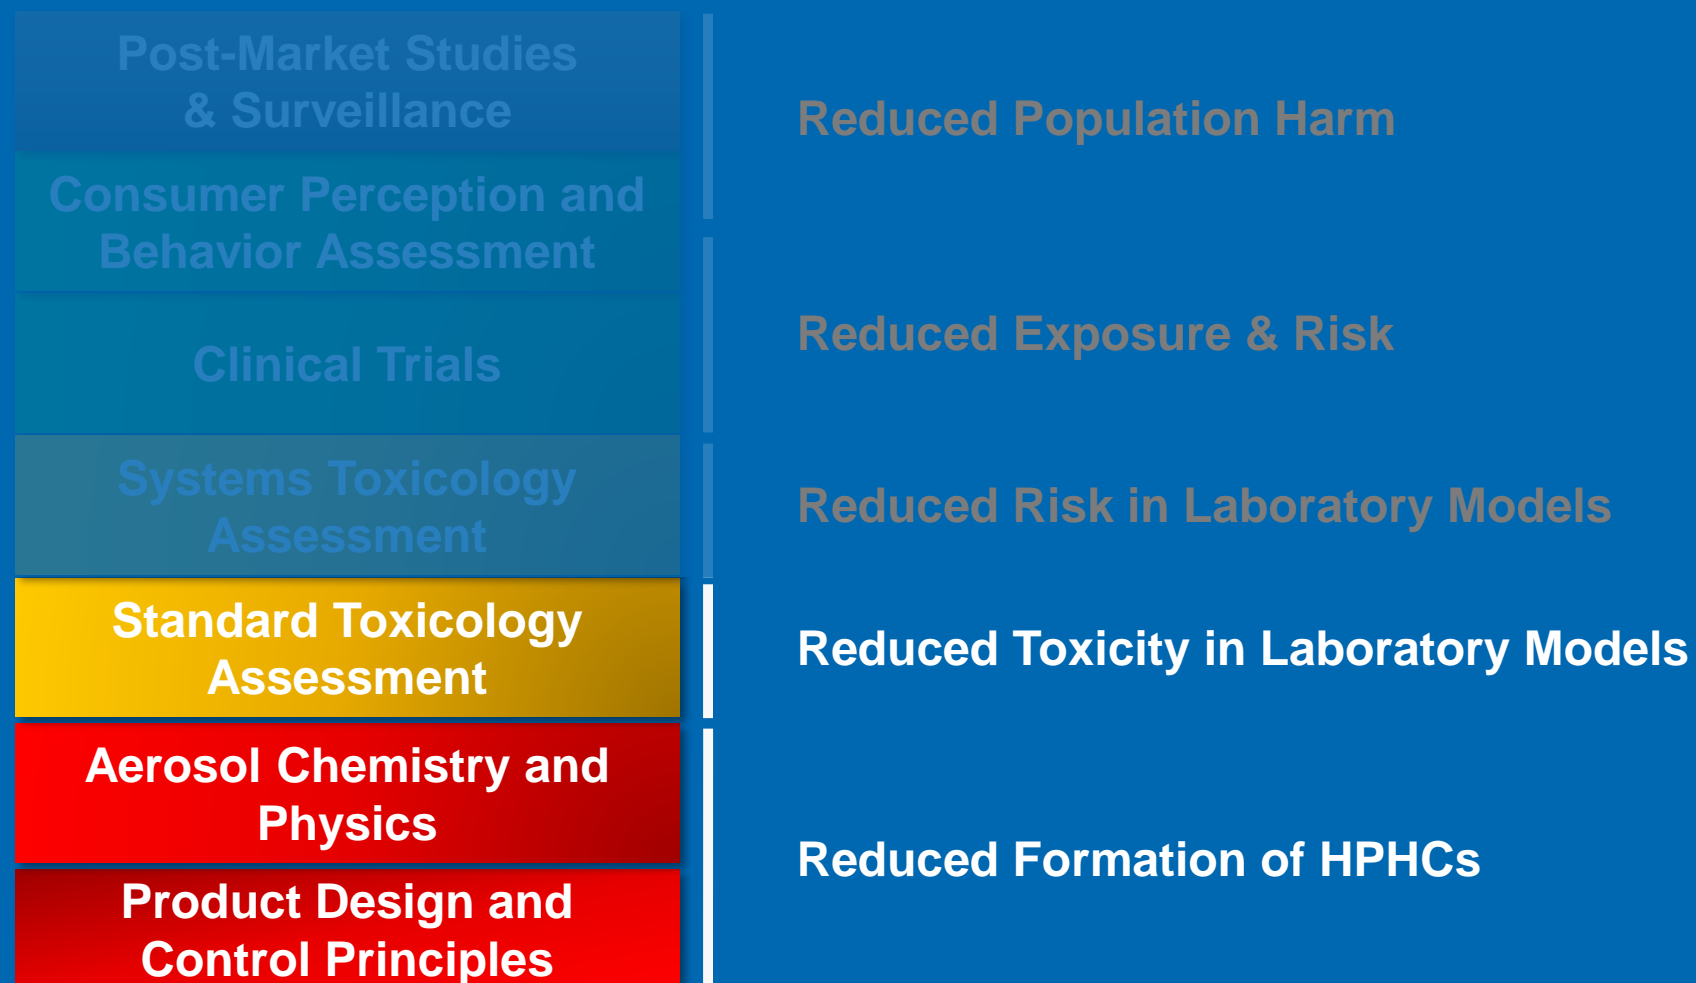 Post-Market Studies
& Surveillance
Reduced Population Harm
Consumer Perception and
Behavior Assessment
Clinical Trials
Reduced Exposure & Risk
Systems Toxicology
Assessment
Reduced Risk in Laboratory Models
Standard Toxicology
Assessment
Reduced Toxicity in Laboratory Models
Aerosol Chemistry and
Physics
Product Design and
Control Principles
Reduced Formation of HPHCs